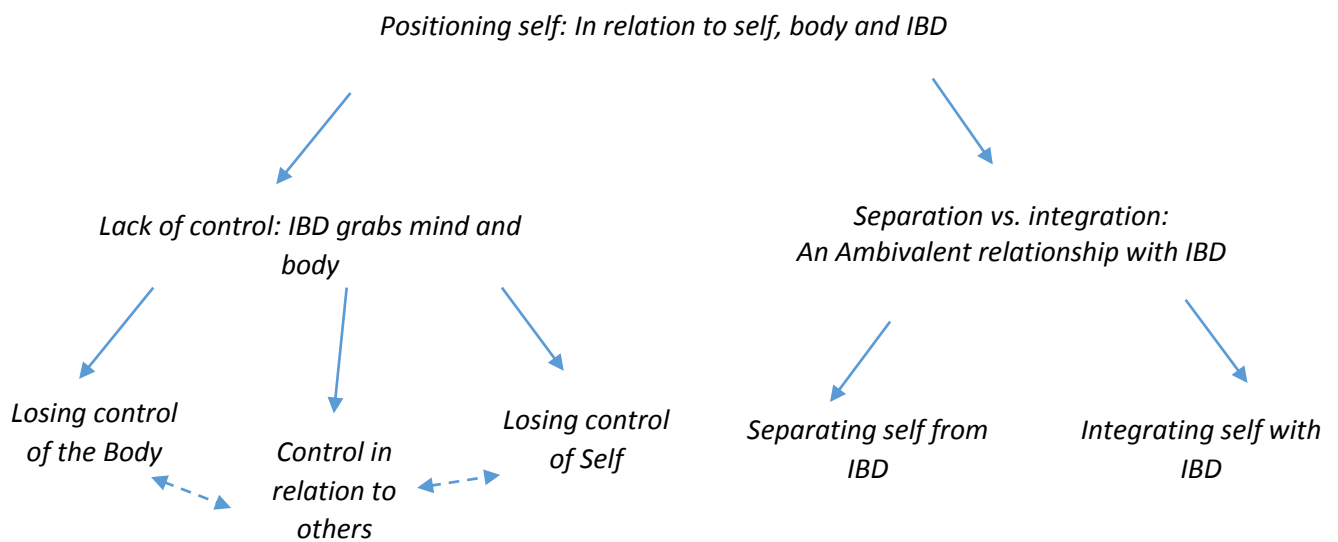 Positioning self: In relation to self, body and IBD
Lack of control: IBD grabs mind and
body
Separation vs. integration:
An Ambivalent relationship with IBD
Losing control
of the Body
Control in
relation to
others
Losing control
of Self
Separating self from
IBD
Integrating self with
IBD